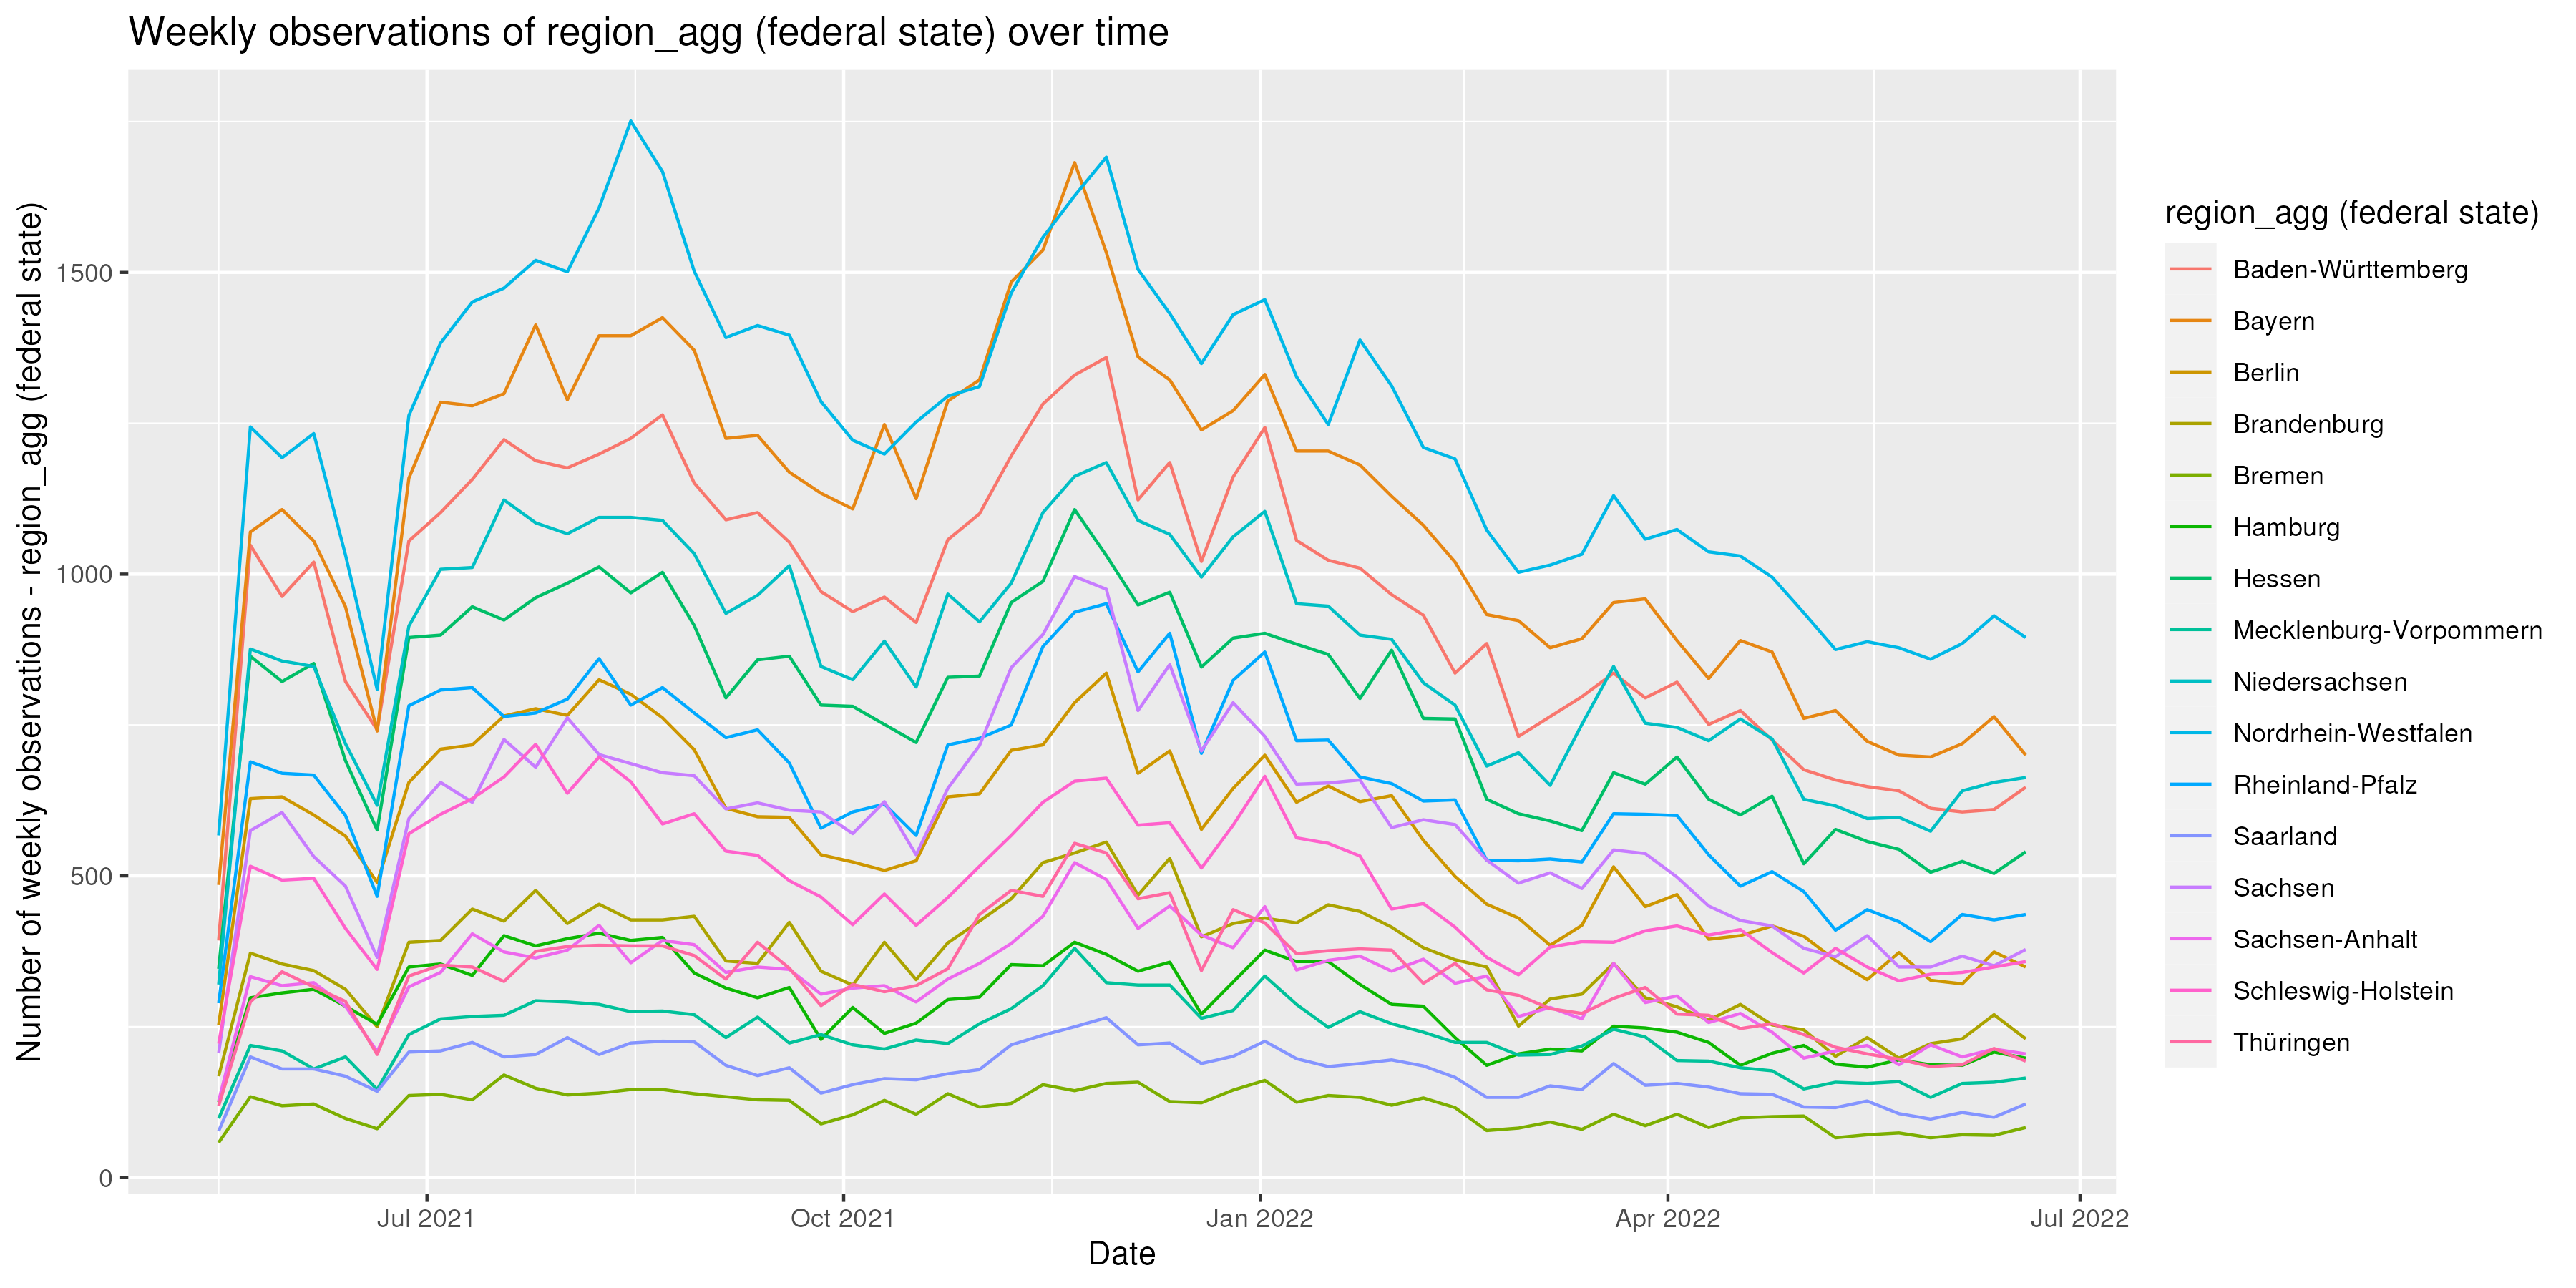 Weekly observations of region_agg (federal state) over time
Number of weekly observations - region_agg (federal state)
1500
1000
500
0
Jul 2021
Oct 2021
Jan 2022
Apr 2022
Jul 2022
Date
region_agg (federal state)
Baden-Württemberg
Bayern
Berlin
Brandenburg
Bremen
Hamburg
Hessen
Mecklenburg-Vorpommern
Niedersachsen
Nordrhein-Westfalen
Rheinland-Pfalz
Saarland
Sachsen
Sachsen-Anhalt
Schleswig-Holstein
Thüringen